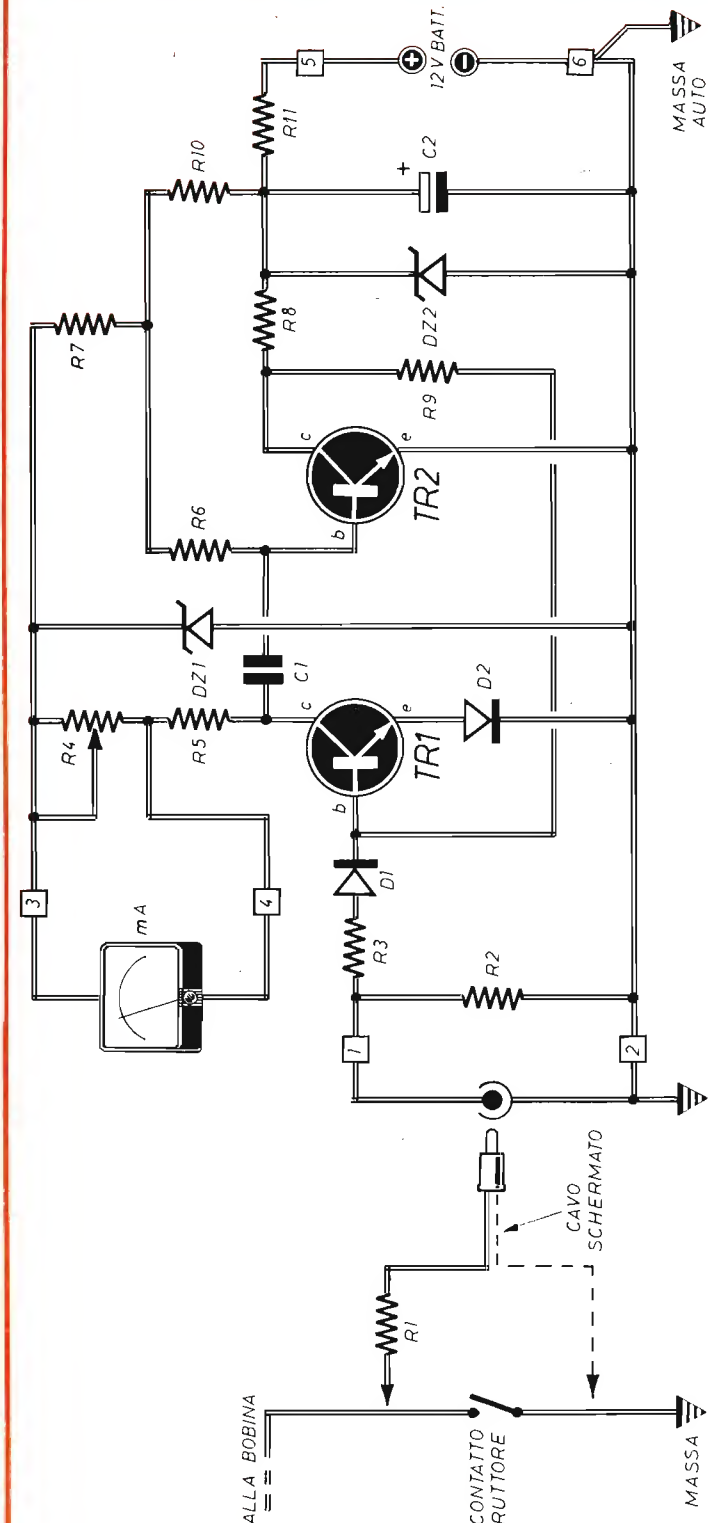 ALLA BOBINA
CONTATTO
RUTTORE
MASSA
R1
CAVO
SCHERMATO
1
2
R2
R3
D1
3
4
mA
R4
R5
b
c
e
TR1
D2
C1
DZ1
R6
b
c
e
TR2
R7
R8
R9
DZ2
R10
R11
C2
+
5
+
12 V BATT.
−
6
MASSA
AUTO